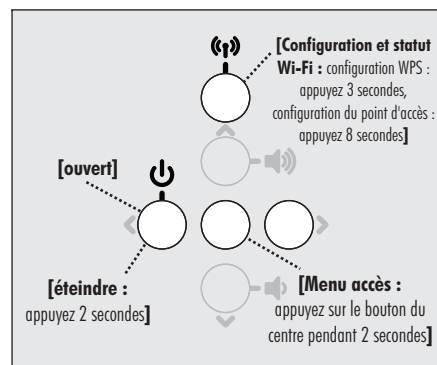 [Configuration et statut
Wi-Fi : configuration WPS :
appuyez 3 secondes,
configuration du point d'accès :
appuyez 8 secondes]
[ouvert]
[éteindre :
appuyez 2 secondes]
[Menu accès :
appuyez sur le bouton du
centre pendant 2 secondes]